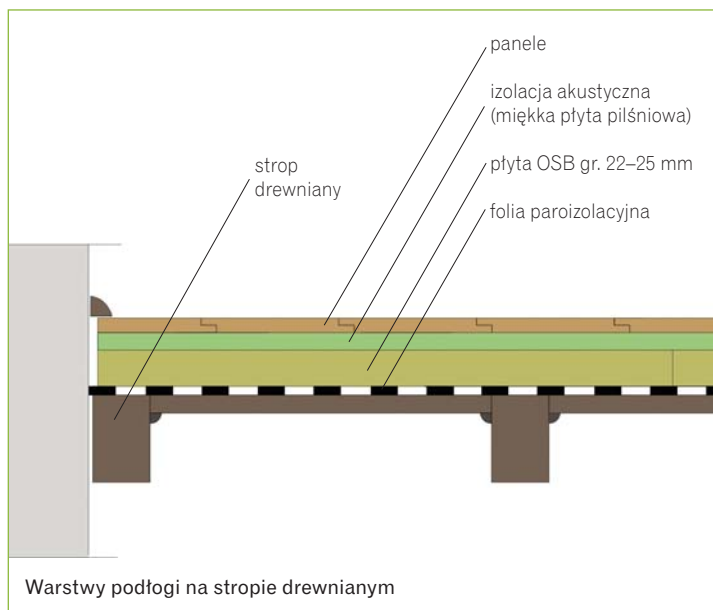 panele
izolacja akustyczna
(miękka płyta pilśniowa)
płyta OSB gr. 22–25 mm
folia paroizolacyjna
strop
drewniany
Warstwy podłogi na stropie drewnianym